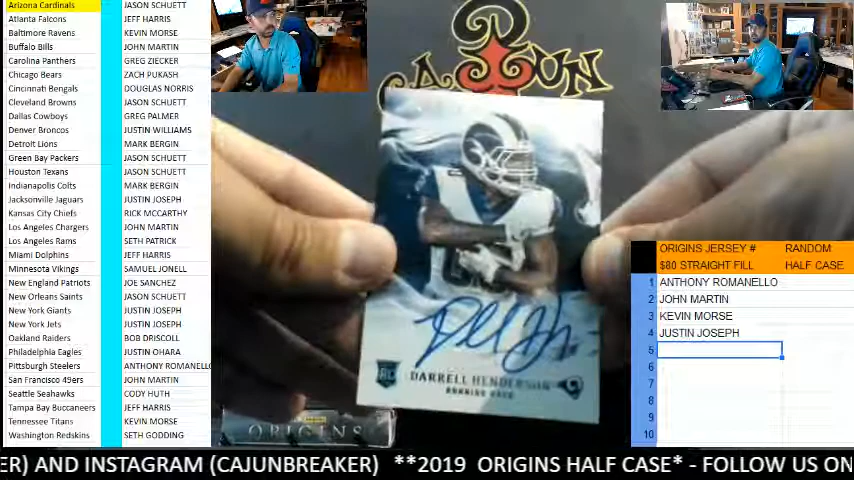 Arizona Cardinals JASON SCHUETT
Atlanta Falcons JEFF HARRIS
Baltimore Ravens KEVIN MORSE
Buffalo Bills JOHN MARTIN
Carolina Panthers GREG ZIECKER
Chicago Bears ZACH PUKASH
Cincinnati Bengals DOUGLAS NORRIS
Cleveland Browns JASON SCHUETT
Dallas Cowboys GREG PALMER
Denver Broncos JUSTIN WILLIAMS
Detroit Lions MARK BERGIN
Green Bay Packers JASON SCHUETT
Houston Texans JASON SCHUETT
Indianapolis Colts MARK BERGIN
Jacksonville Jaguars JUSTIN JOSEPH
Kansas City Chiefs RICK MCCARTHY
Los Angeles Chargers JOHN MARTIN
Los Angeles Rams SETH PATRICK
Miami Dolphins JEFF HARRIS
Minnesota Vikings SAMUEL JONELL
New England Patriots JOE SANCHEZ
New Orleans Saints JASON SCHUETT
New York Giants JUSTIN JOSEPH
New York Jets JUSTIN JOSEPH
Oakland Raiders BOB DRISCOLL
Philadelphia Eagles JUSTIN OHARA
Pittsburgh Steelers ANTHONY ROMANELLO
San Francisco 49ers JOHN MARTIN
Seattle Seahawks CODY HUTH
Tampa Bay Buccaneers JEFF HARRIS
Tennessee Titans KEVIN MORSE
Washington Redskins SETH GODDING
CAJUN
DARRELL HENDERSON
RUNNING BACK
ORIGINS
ORIGINS JERSEY # RANDOM
$80 STRAIGHT FILL HALF CASE
1 ANTHONY ROMANELLO
2 JOHN MARTIN
3 KEVIN MORSE
4 JUSTIN JOSEPH
5
6
7
8
9
10
ER) AND INSTAGRAM (CAJUNBREAKER) **2019 ORIGINS HALF CASE* - FOLLOW US ON